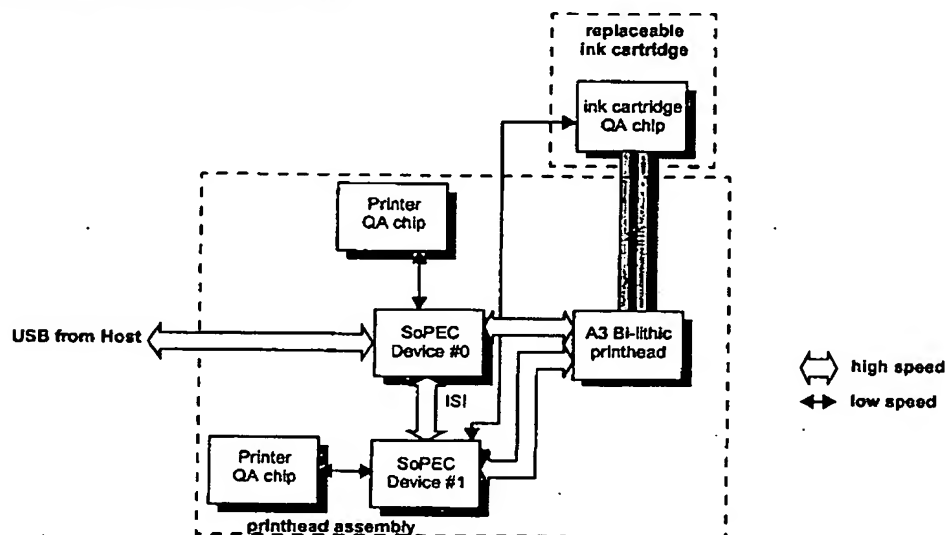 replaceable
ink cartridge
ink cartridge
QA chip
Printer
QA chip
USB from Host
SoPEC
Device #0
A3 Bi-lithic
printhead
high speed
low speed
ISI
Printer
QA chip
SoPEC
Device #1
printhead assembly